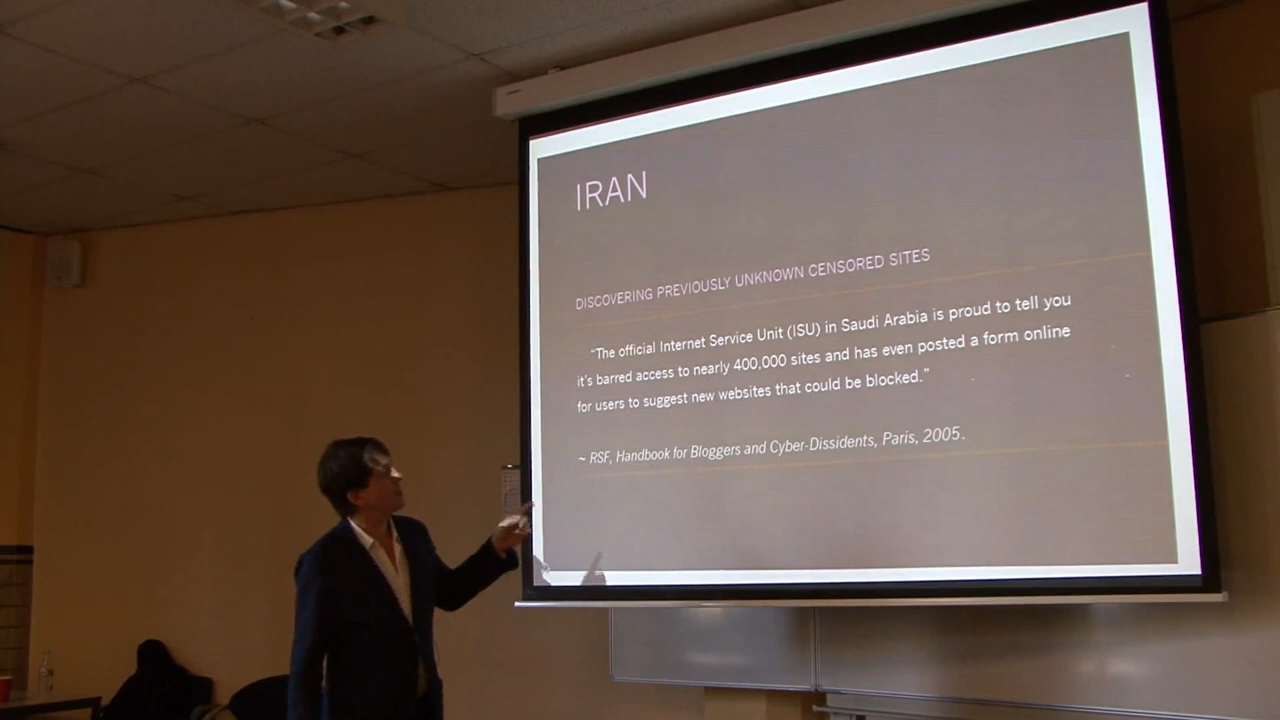 IRAN
DISCOVERING PREVIOUSLY UNKNOWN CENSORED SITES
“The official Internet Service Unit (ISU) in Saudi Arabia is proud to tell you
it’s barred access to nearly 400,000 sites and has even posted a form online
for users to suggest new websites that could be blocked.”
~ RSF, Handbook for Bloggers and Cyber-Dissidents, Paris, 2005.